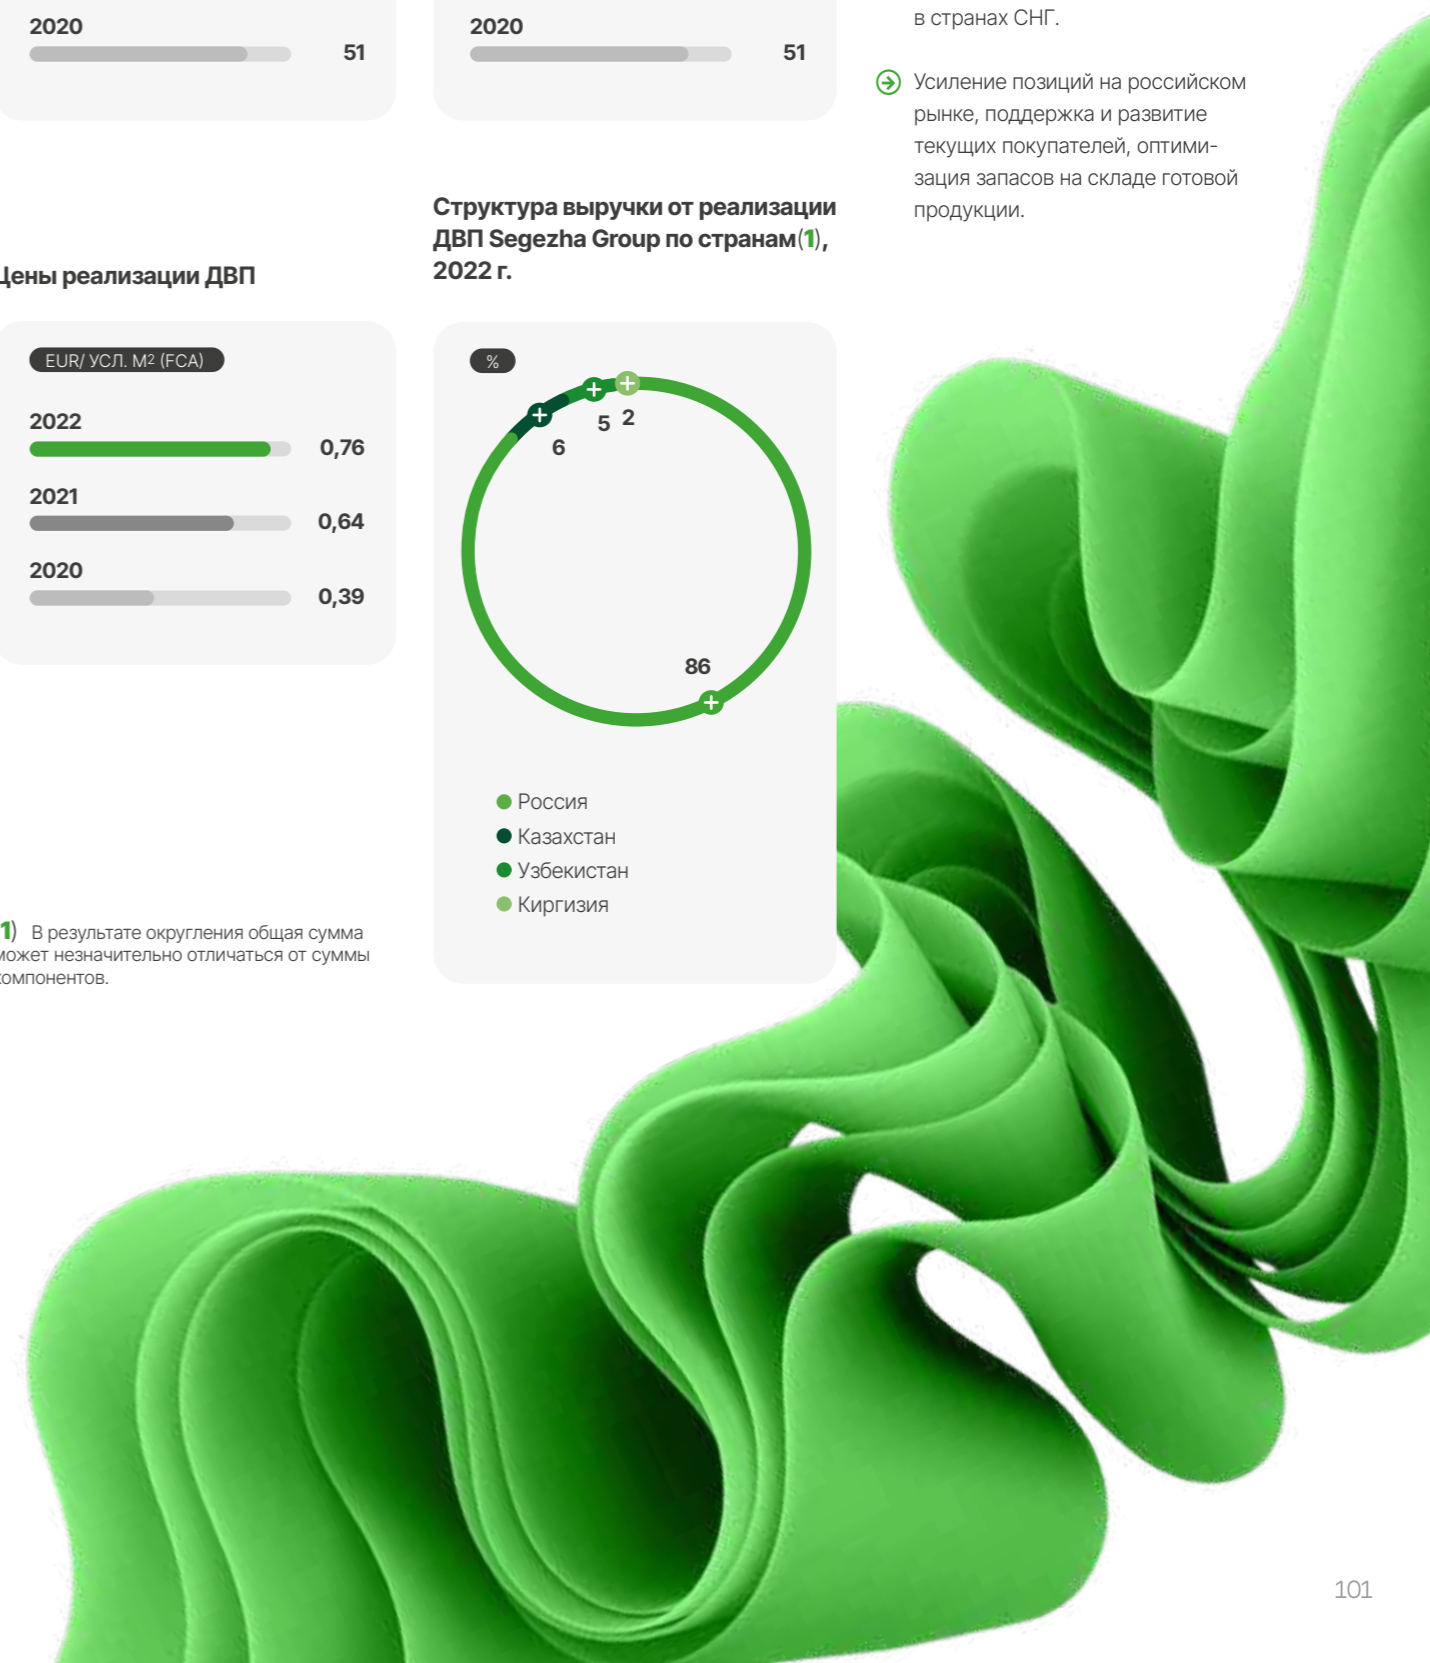 2020
51
2020
51
в странах СНГ.
Усиление позиций на российском
рынке, поддержка и развитие
текущих покупателей, оптими-
зация запасов на складе готовой
продукции.
Цены реализации ДВП
EUR/ УСЛ. М2 (FCA)
2022
0,76
2021
0,64
2020
0,39
Структура выручки от реализации
ДВП Segezha Group по странам(1),
2022 г.
%
6
5
2
86
Россия
Казахстан
Узбекистан
Киргизия
1) В результате округления общая сумма
может незначительно отличаться от суммы
компонентов.
101